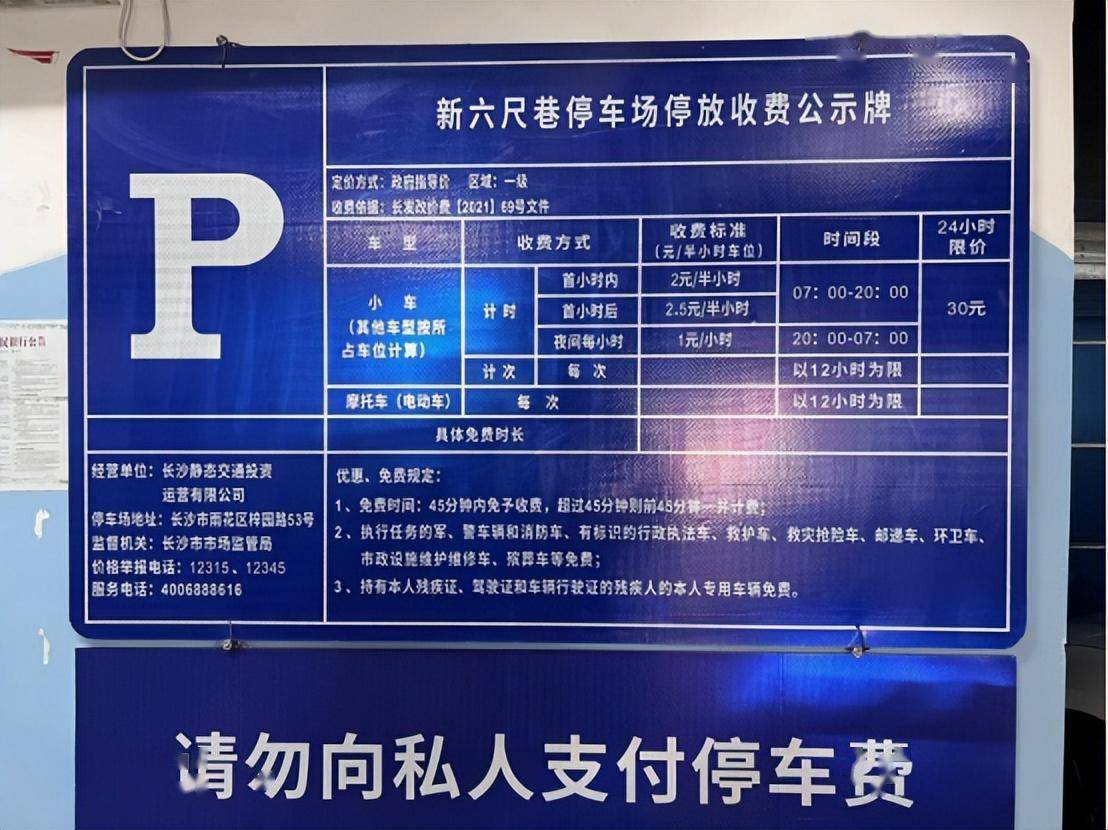 新六尺巷停车场停放收费公示牌
P
定价方式：政府指导价 区域：一级
收费依据：长发改价费【2021】69号文件
车 型 收费方式 收费标准（元/半小时车位） 时间段 24小时限价
小 车（其他车型按所占车位计算） 计时 首小时内 2元/半小时 07：00-20：00 30元
首小时后 2.5元/半小时
夜间每小时 1元/小时 20：00-07：00
计次 每 次 以12小时为限
摩托车（电动车） 每 次 以12小时为限
具体免费时长
经营单位：长沙静态交通投资
运营有限公司
停车场地址：长沙市雨花区梓园路53号
监督机关：长沙市市场监管局
价格举报电话：12315、12345
服务电话：4006888616
优惠、免费规定：
1、免费时间：45分钟内免予收费，超过45分钟则前45分钟一并计费；
2、执行任务的军、警车辆和消防车、有标识的行政执法车、救护车、救灾抢险车、邮递车、环卫车、
市政设施维护维修车、殡葬车等免费；
3、持有本人残疾证、驾驶证和车辆行驶证的残疾人的本人专用车辆免费。
请勿向私人支付停车费